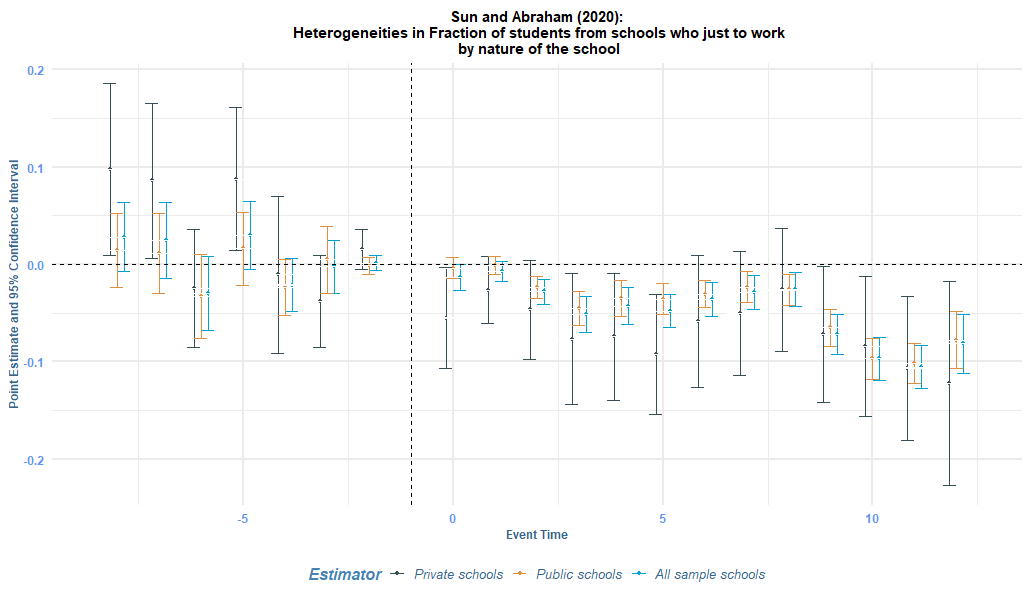 Sun and Abraham (2020):
Heterogeneities in Fraction of students from schools who just to work
by nature of the school
Point Estimate and 95% Confidence Interval
0.2
0.1
0.0
-0.1
-0.2
-5
0
5
10
Event Time
Estimator Private schools Public schools All sample schools